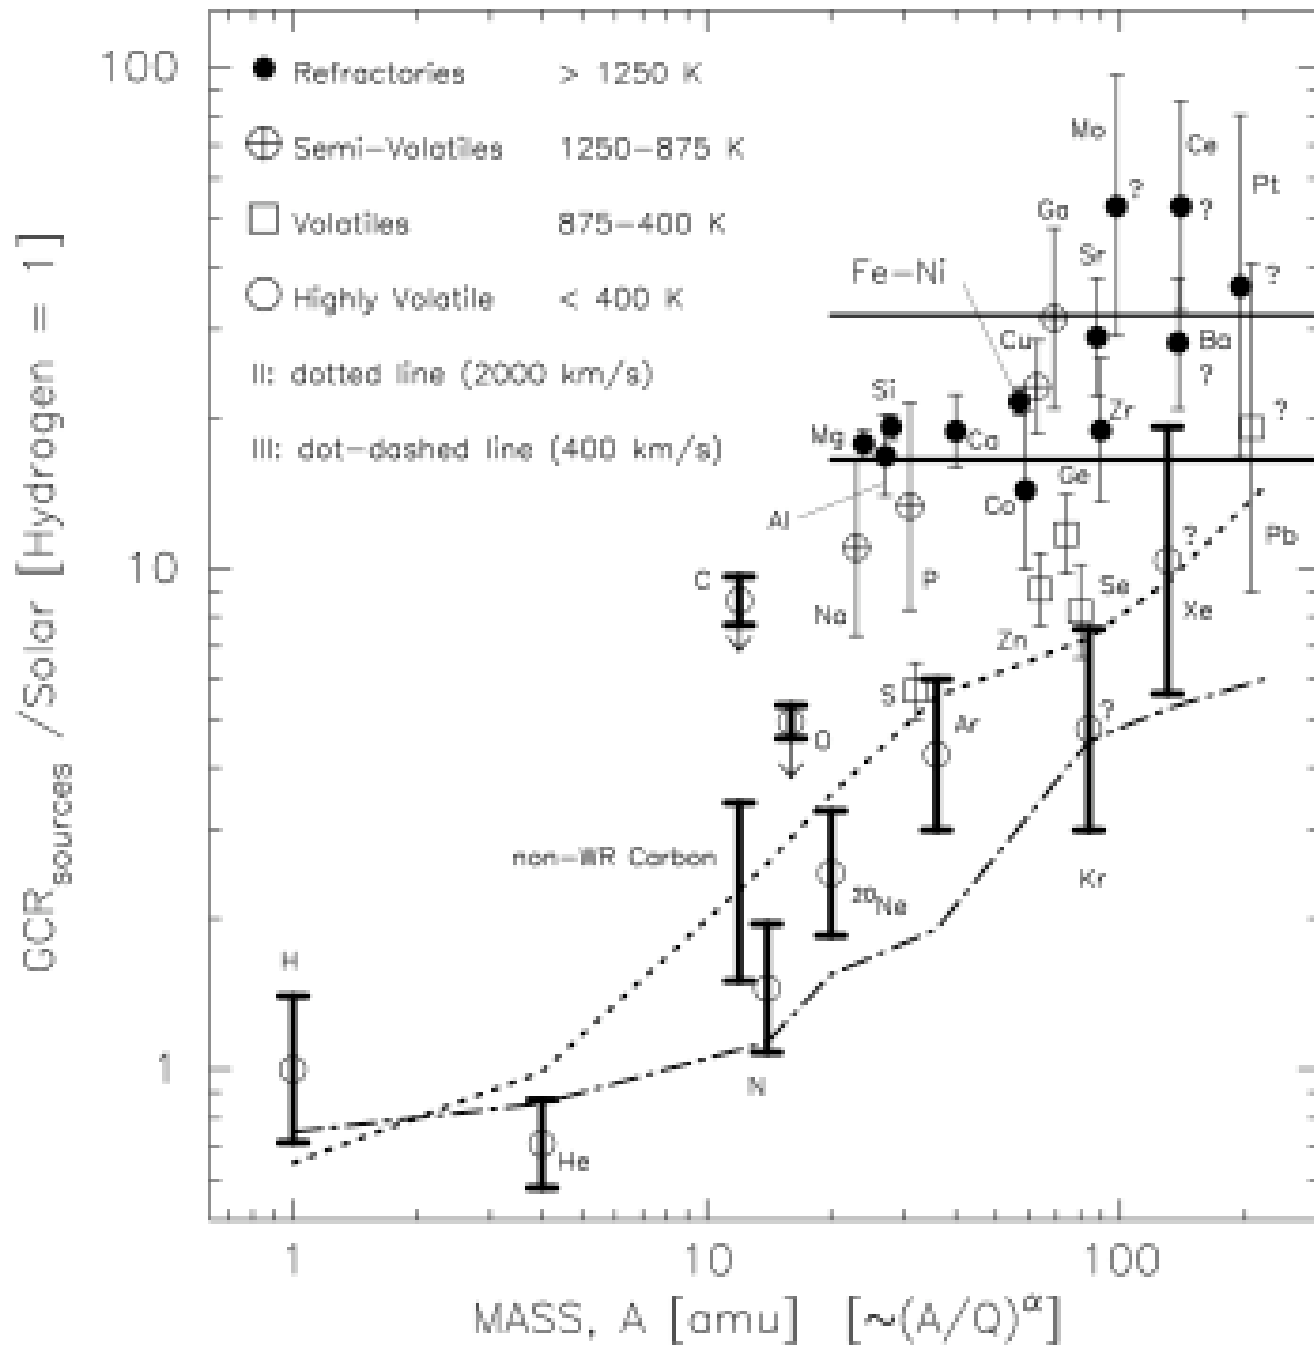 100
Refractories > 1250 K
Semi-Volatiles 1250-875 K
Volatiles 875-400 K
Highly Volatile < 400 K
II: dotted line (2000 km/s)
III: dot-dashed line (400 km/s)
Mo
?
Ce
?
Pt
?
Ga
Sr
Fe-Ni
Cu
Ba
?
Si
Mg
Ca
Zr
?
Al
Co
Ge
Na
P
Zn
Se
?
Xe
Pb
10
C
O
S
Ar
?
Kr
non-WR Carbon
20Ne
H
N
He
1
GCRsources /Solar [Hydrogen = 1]
1 10 100
MASS, A [amu] [~(A/Q)α]